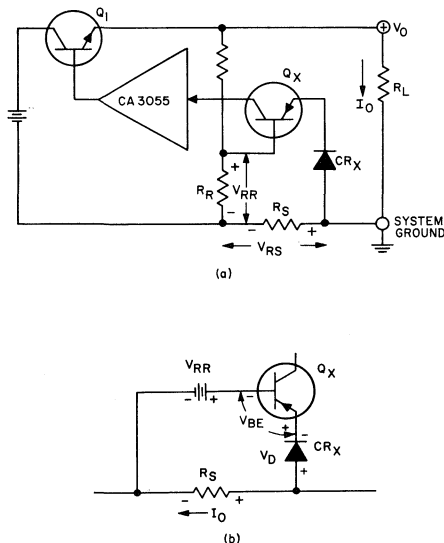 Q1
VO
CA 3055
QX
IO
RL
CRX
+
RR
VRR
-
RS
-
+
SYSTEM
GROUND
VRS
(a)
VRR
QX
-
+
-
VBE
+
-
CRX
VD
+
RS
-
+
IO
(b)